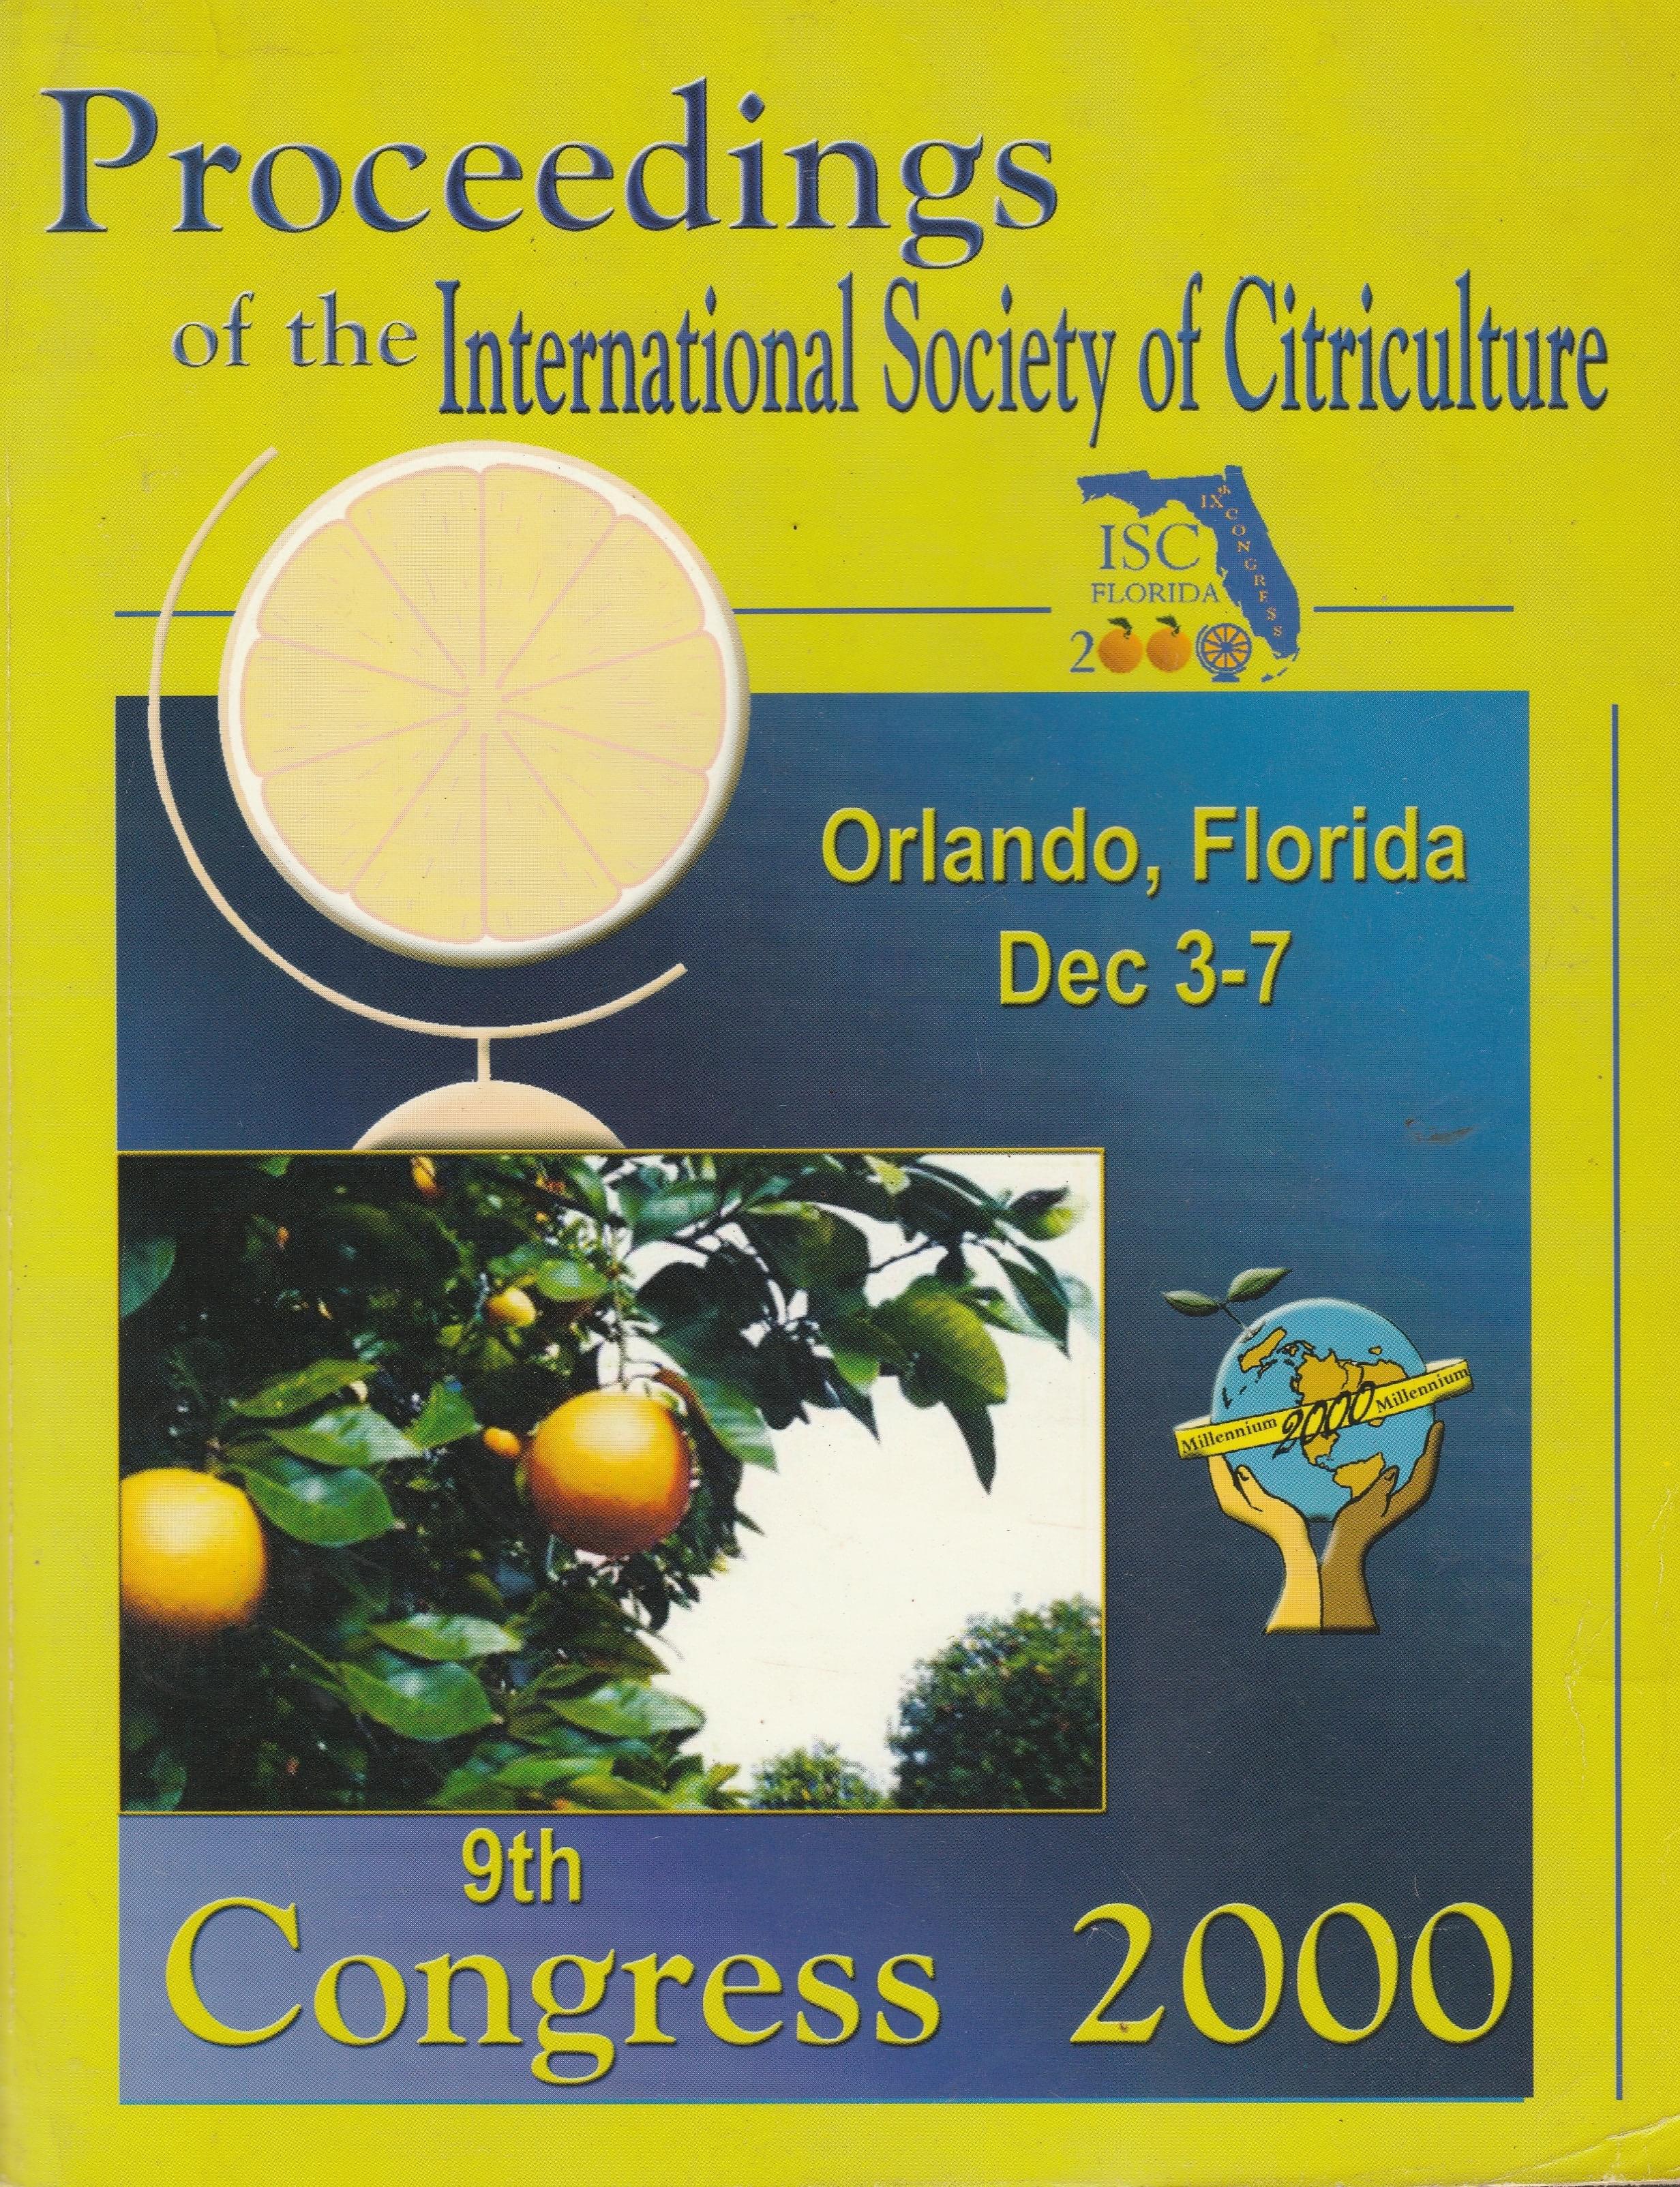 Proceedings
of the International Society of Citriculture
IXth CONGRESS
ISC
FLORIDA
2000
Orlando, Florida
Dec 3-7
Millennium 2000 Millennium
9th
Congress 2000